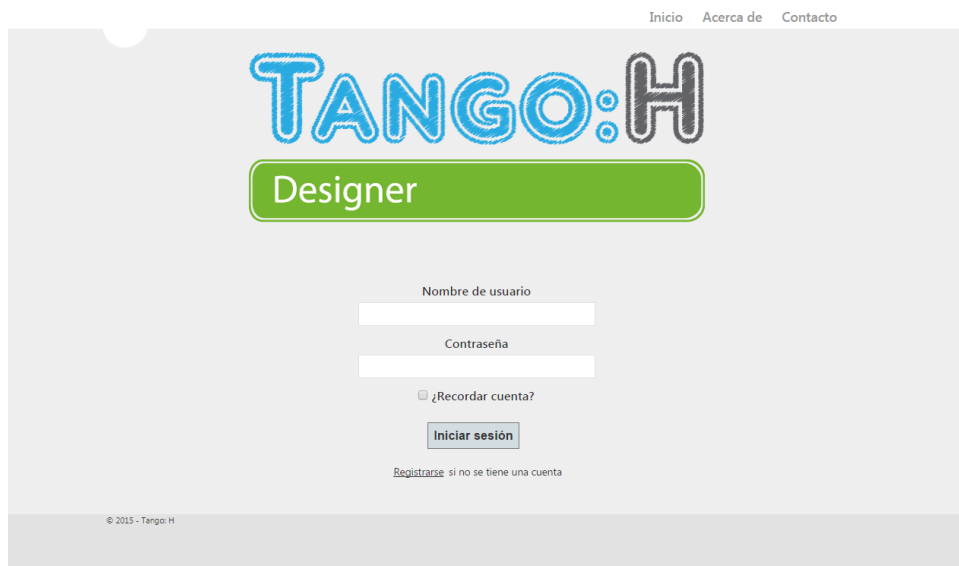 Inicio Acerca de Contacto
TANGO:H
Designer
Nombre de usuario
Contraseña
¿Recordar cuenta?
Iniciar sesión
Registrarse si no se tiene una cuenta
© 2015 - Tango: H